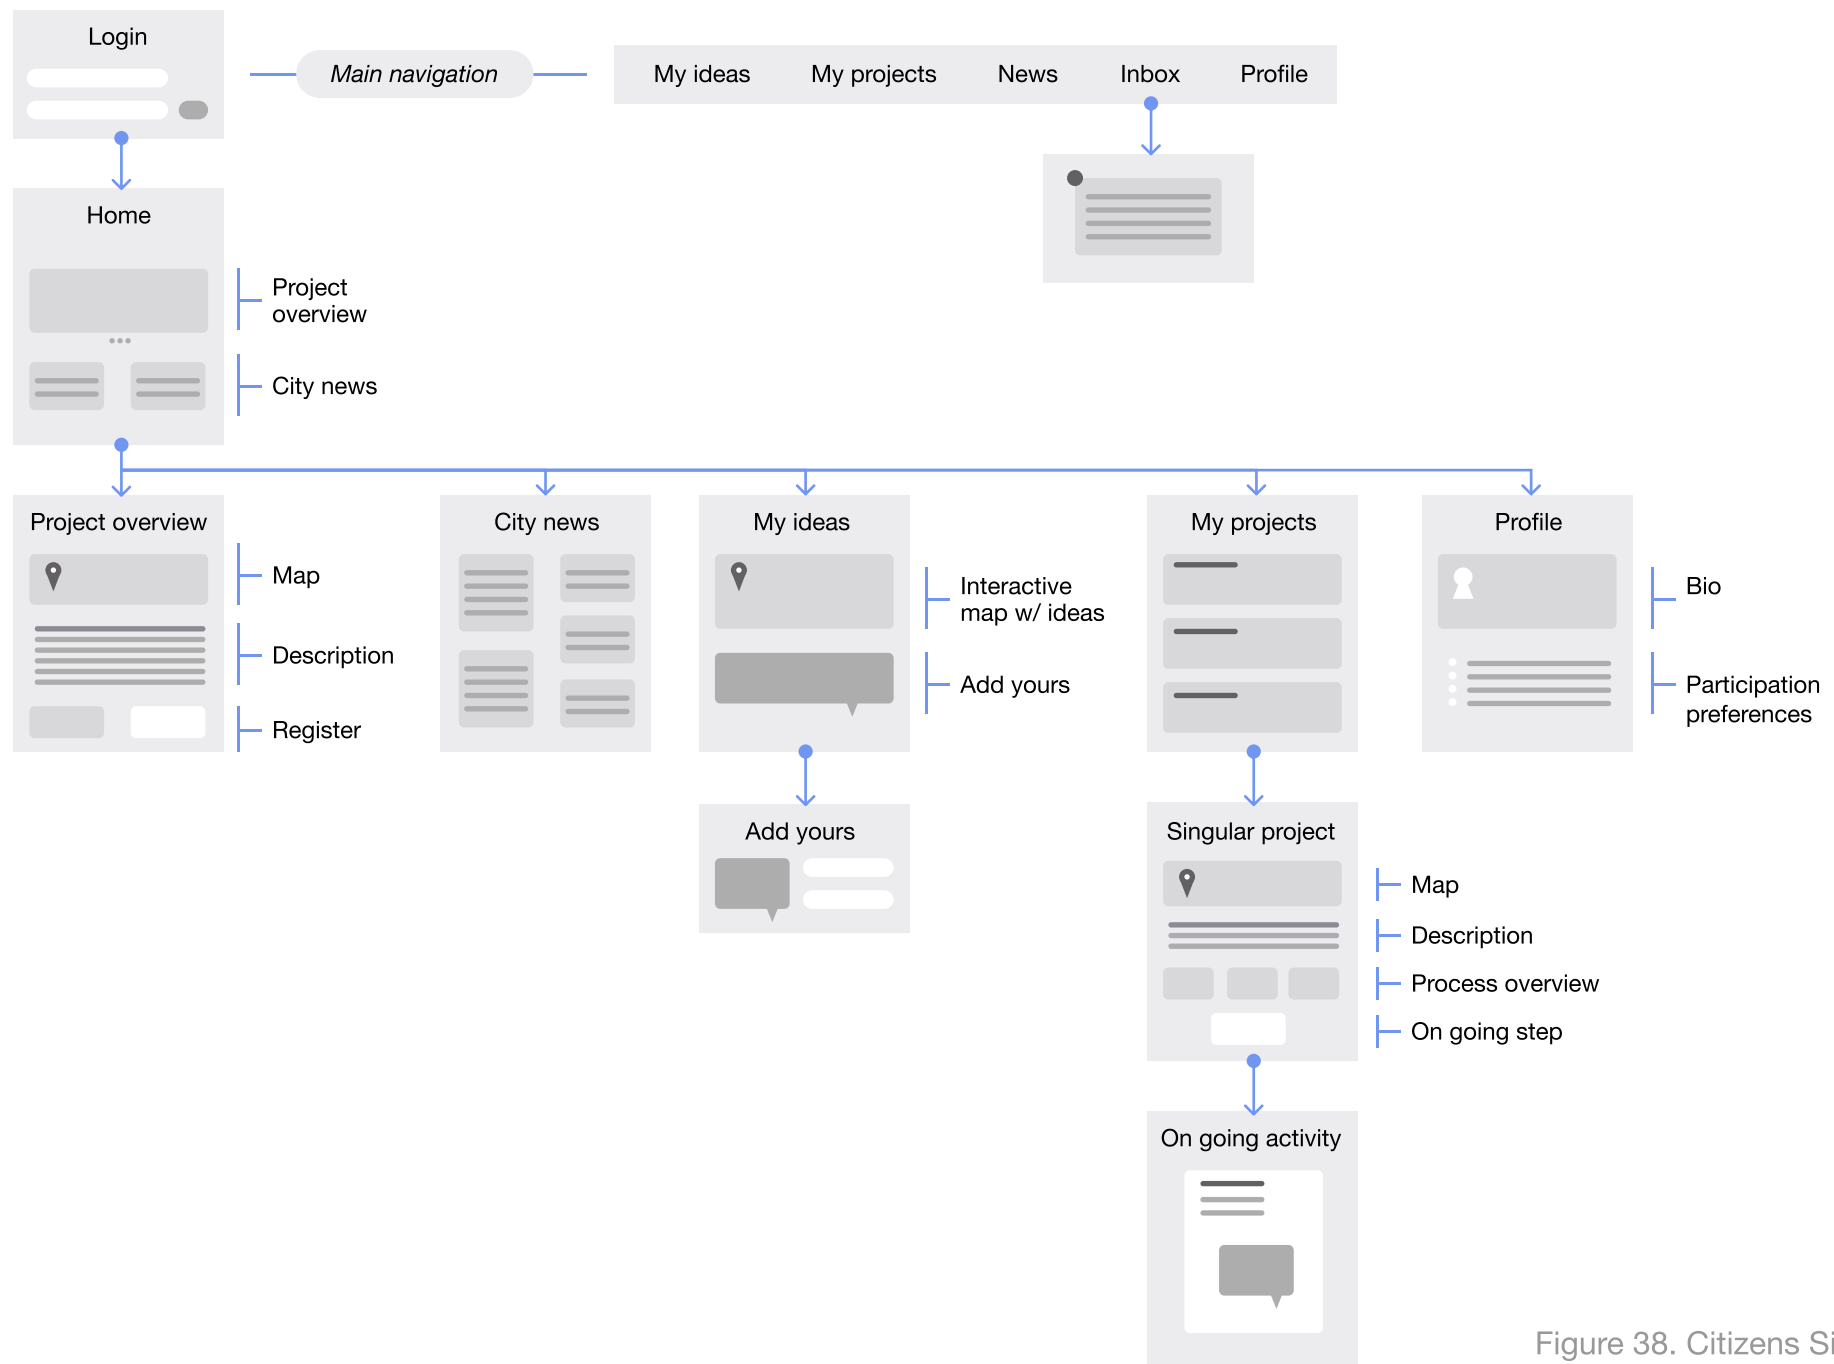 Login
Main navigation
My ideas
My projects
News
Inbox
Profile
Home
Project
overview
City news
Project overview
Map
Description
Register
City news
My ideas
Interactive
map w/ ideas
Add yours
My projects
Profile
Bio
Participation
preferences
Add yours
Singular project
Map
Description
Process overview
On going step
On going activity
Figure 38. Citizens Si